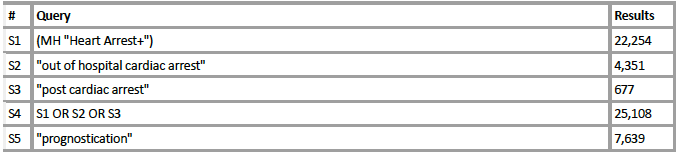 # Query Results
S1 (MH "Heart Arrest+") 22,254
S2 "out of hospital cardiac arrest" 4,351
S3 "post cardiac arrest" 677
S4 S1 OR S2 OR S3 25,108
S5 "prognostication" 7,639